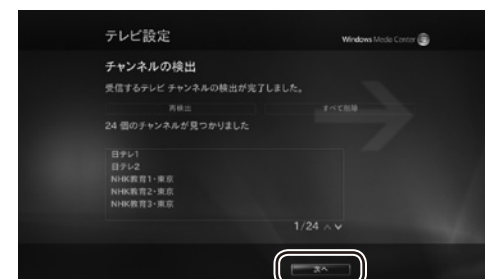 テレビ設定
Windows Media Center
チャンネルの検出
受信するテレビ チャンネルの検出が完了しました。
再検出 すべて削除
24 個のチャンネルが見つかりました
日テレ1
日テレ2
NHK教育1・東京
NHK教育2・東京
NHK教育3・東京
1/24
次へ